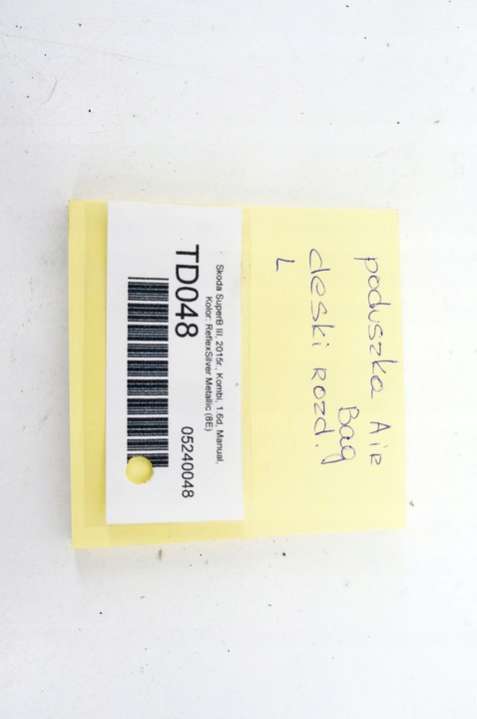 poduszka Air
Bag
deski rozd.
L
Skoda SuperB III, 2015r., Kombi, 1.6d, Manual,
Kolor: ReflexSilver Metallic (8E)
TD048
05240048